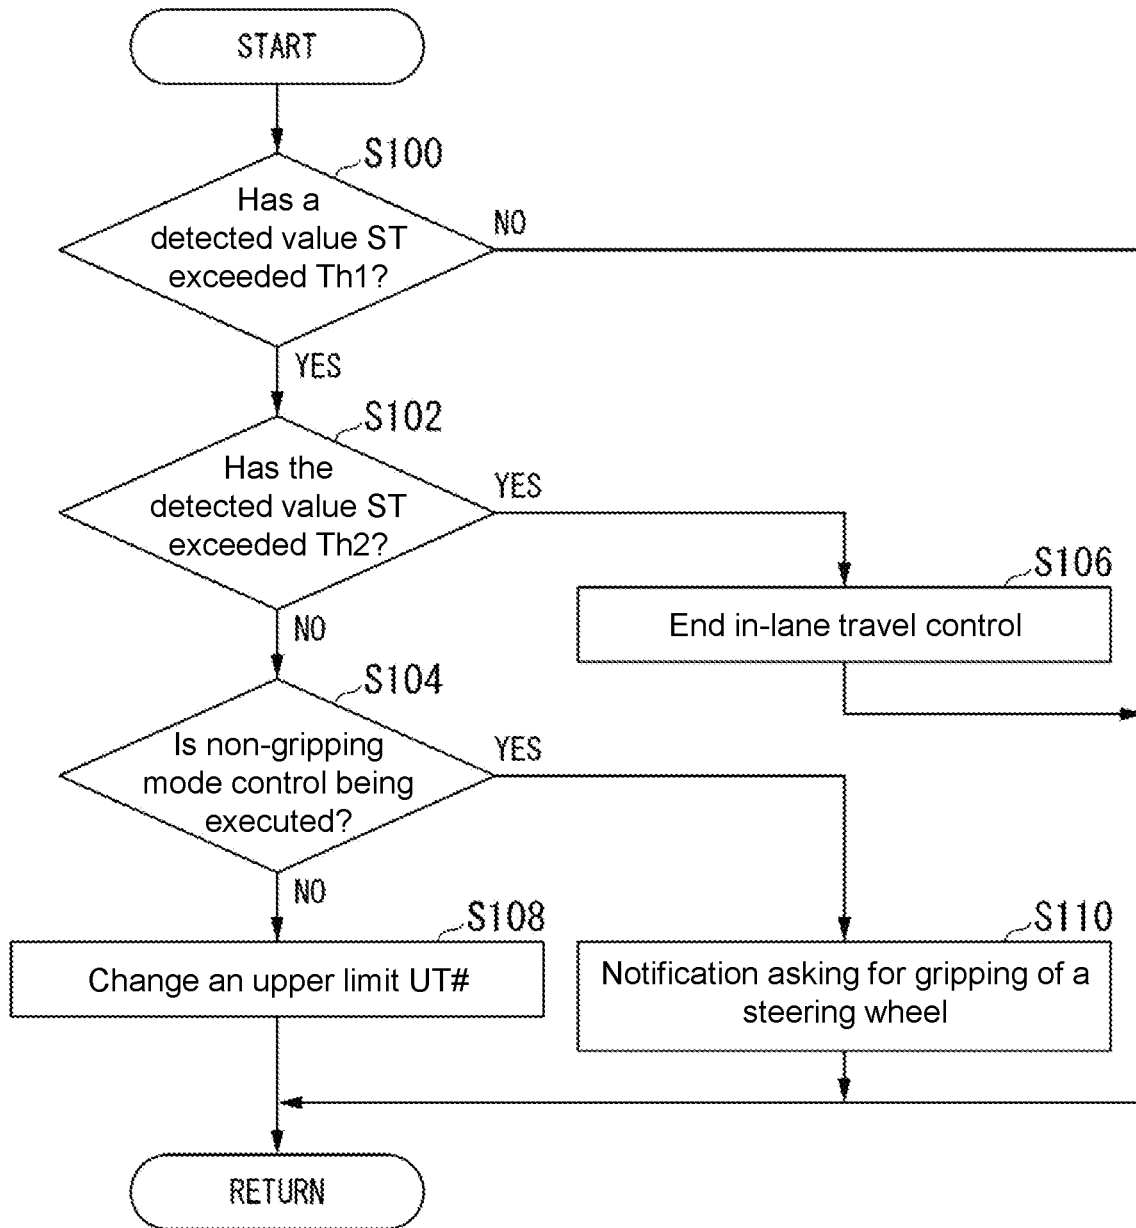 START
S100
Has a
detected value ST
exceeded Th1?
NO
YES
S102
Has the
detected value ST
exceeded Th2?
YES
NO
S106
End in-lane travel control
S104
Is non-gripping
mode control being
executed?
YES
NO
S108
Change an upper limit UT#
S110
Notification asking for gripping of a
steering wheel
RETURN